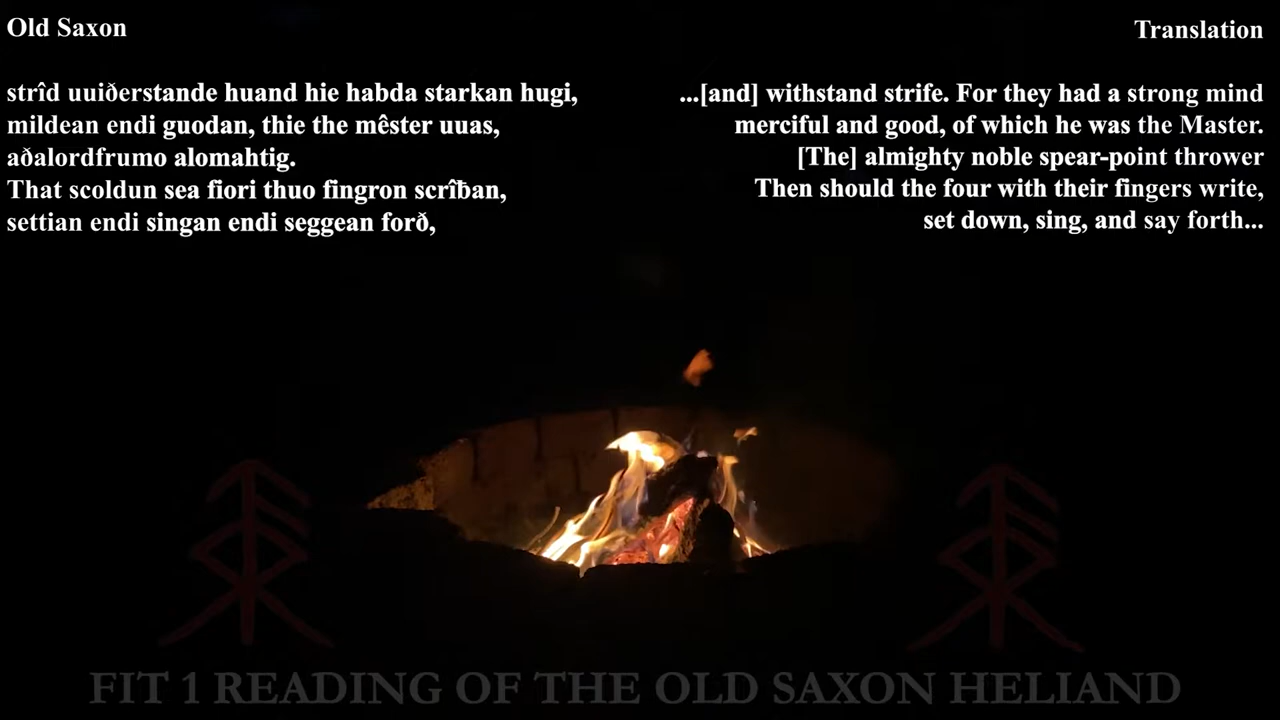 Old Saxon
strîd uuiðerstande huand hie habda starkan hugi,
mildean endi guodan, thie the mêster uuas,
aðalordfrumo alomahtig.
That scoldun sea fiori thuo fingron scrîƀan,
settian endi singan endi seggean forð,
Translation
...[and] withstand strife. For they had a strong mind
merciful and good, of which he was the Master.
[The] almighty noble spear-point thrower
Then should the four with their fingers write,
set down, sing, and say forth...
FIT 1 READING OF THE OLD SAXON HELIAND